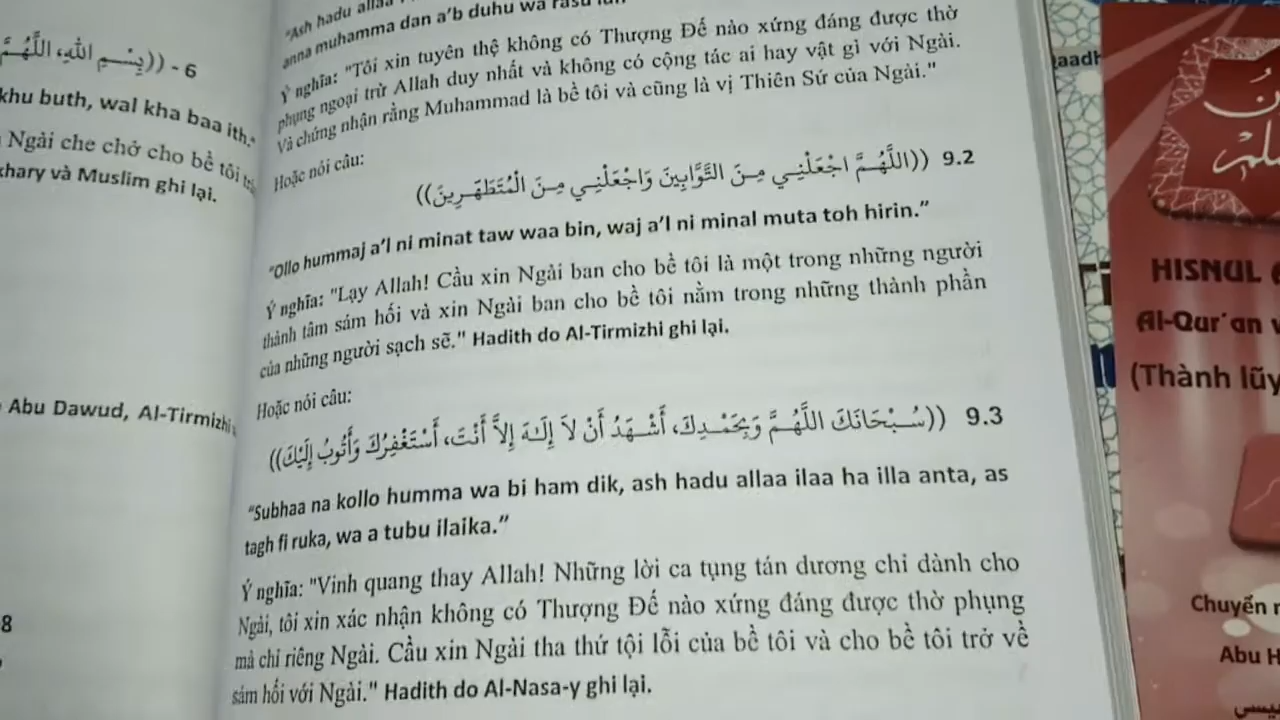 6 - ((بِسْمِ اللهِ، اللَّهُمَّ
khu buth, wal kha baa ith."
Ngài che chở cho bề tôi
khary và Muslim ghi lại.
Abu Dawud, Al-Tirmizhi
8
"Ash hadu allaa
anna muhamma dan a'b duhu wa rasu luh
Ý nghĩa: "Tôi xin tuyên thệ không có Thượng Đế nào xứng đáng được thờ
phụng ngoại trừ Allah duy nhất và không có cộng tác ai hay vật gì với Ngài.
Và chứng nhận rằng Muhammad là bề tôi và cũng là vị Thiên Sứ của Ngài."
Hoặc nói câu:
9.2 ((اللَّهُمَّ اجْعَلْنِي مِنَ التَّوَّابِينَ وَاجْعَلْنِي مِنَ الْمُتَطَهِّرِينَ))
"Ollo hummaj a'l ni minat taw waa bin, waj a'l ni minal muta toh hirin."
Ý nghĩa: "Lạy Allah! Cầu xin Ngài ban cho bề tôi là một trong những người
thành tâm sám hối và xin Ngài ban cho bề tôi nằm trong những thành phần
của những người sạch sẽ." Hadith do Al-Tirmizhi ghi lại.
Hoặc nói câu:
9.3 ((سُبْحَانَكَ اللَّهُمَّ وَبِحَمْدِكَ، أَشْهَدُ أَنْ لَا إِلَهَ إِلاَّ أَنْتَ، أَسْتَغْفِرُكَ وَأَتُوبُ إِلَيْكَ))
"Subhaa na kollo humma wa bi ham dik, ash hadu allaa ilaa ha illa anta, as
tagh fi ruka, wa a tubu ilaika."
Ý nghĩa: "Vinh quang thay Allah! Những lời ca tụng tán dương chỉ dành cho
Ngài, tôi xin xác nhận không có Thượng Đế nào xứng đáng được thờ phụng
mà chỉ riêng Ngài. Cầu xin Ngài tha thứ tội lỗi của bề tôi và cho bề tôi trở về
sám hối với Ngài." Hadith do Al-Nasa-y ghi lại.
aadh
HISNUL
Al-Qur'an
(Thành lũy
Chuyển
Abu H